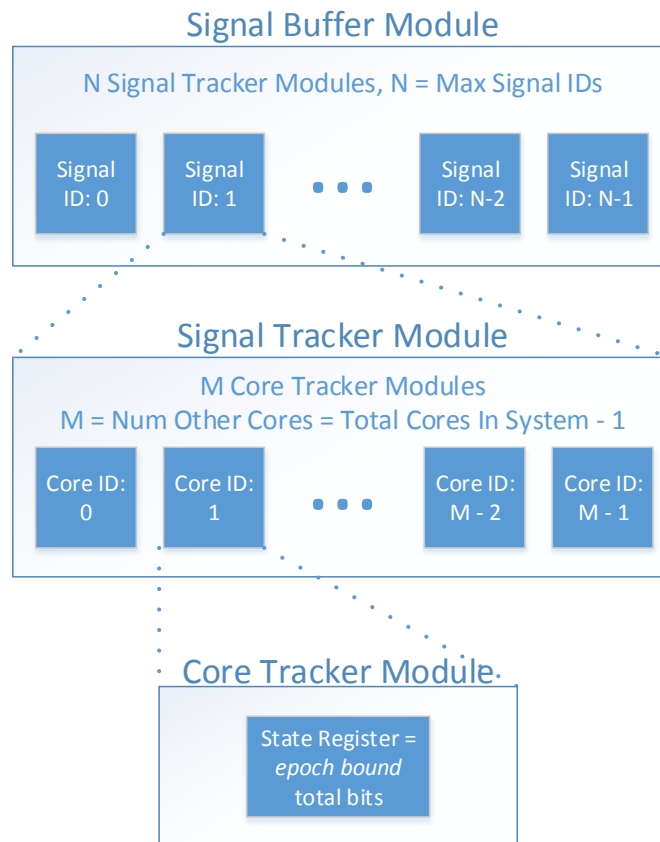 Signal Buffer Module
N Signal Tracker Modules, N = Max Signal IDs
Signal
ID: 0
Signal
ID: 1
Signal
ID: N-2
Signal
ID: N-1
Signal Tracker Module
M Core Tracker Modules
M = Num Other Cores = Total Cores In System - 1
Core ID:
0
Core ID:
1
Core ID:
M - 2
Core ID:
M - 1
Core Tracker Module
State Register =
epoch bound
total bits